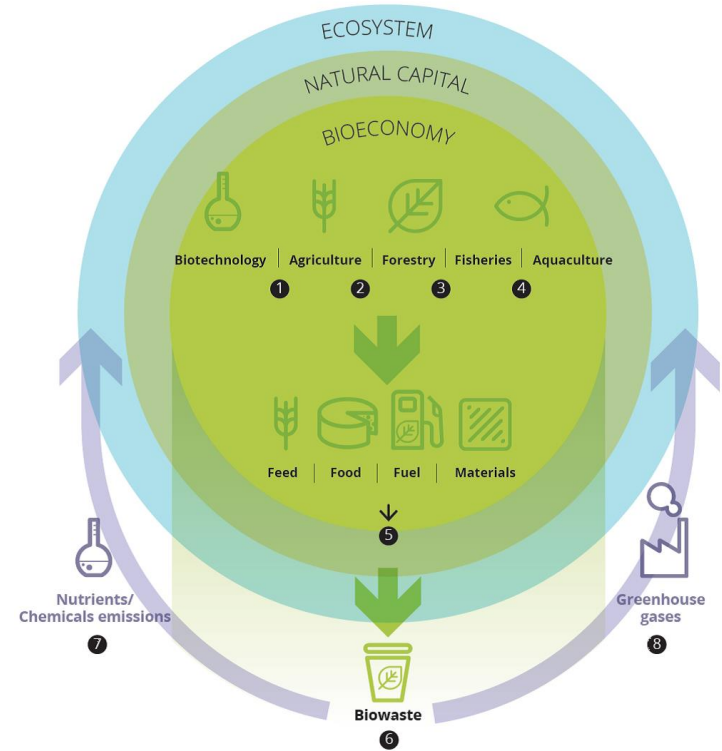 ECOSYSTEM
NATURAL CAPITAL
BIOECONOMY
Biotechnology | Agriculture | Forestry | Fisheries | Aquaculture
1 2 3 4
Feed | Food | Fuel | Materials
5
Nutrients/
Chemicals emissions
7
Greenhouse
gases
8
Biowaste
6